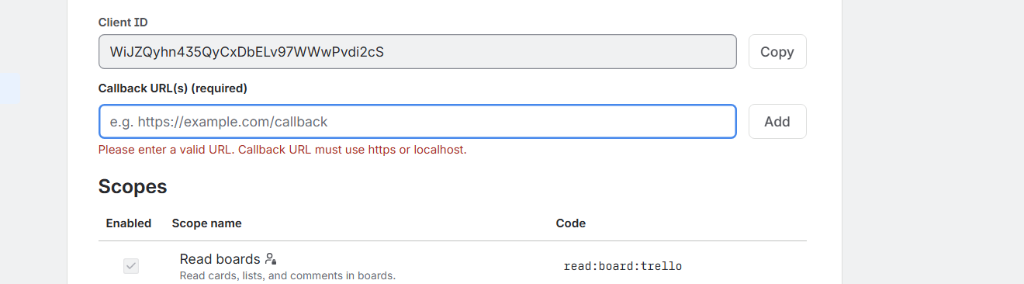 Client ID
WiJZQyhn435QyCxDbELv97WWwPvdi2cS
Copy
Callback URL(s) (required)
e.g. https://example.com/callback
Add
Please enter a valid URL. Callback URL must use https or localhost.
Scopes
Enabled Scope name Code
Read boards
read:board:trello
Read cards, lists, and comments in boards.